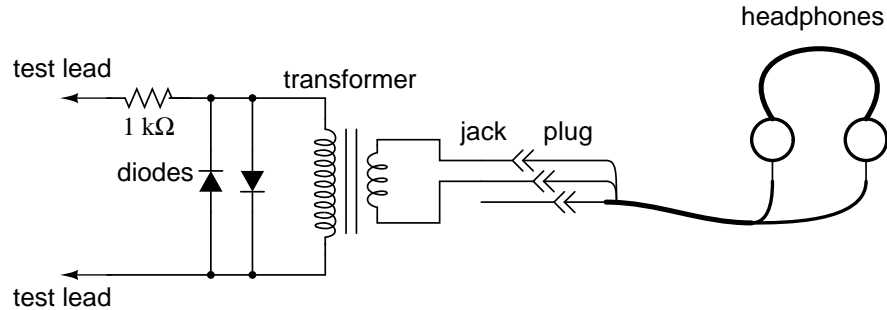 headphones
test lead
transformer
1 kΩ
jack
plug
diodes
test lead